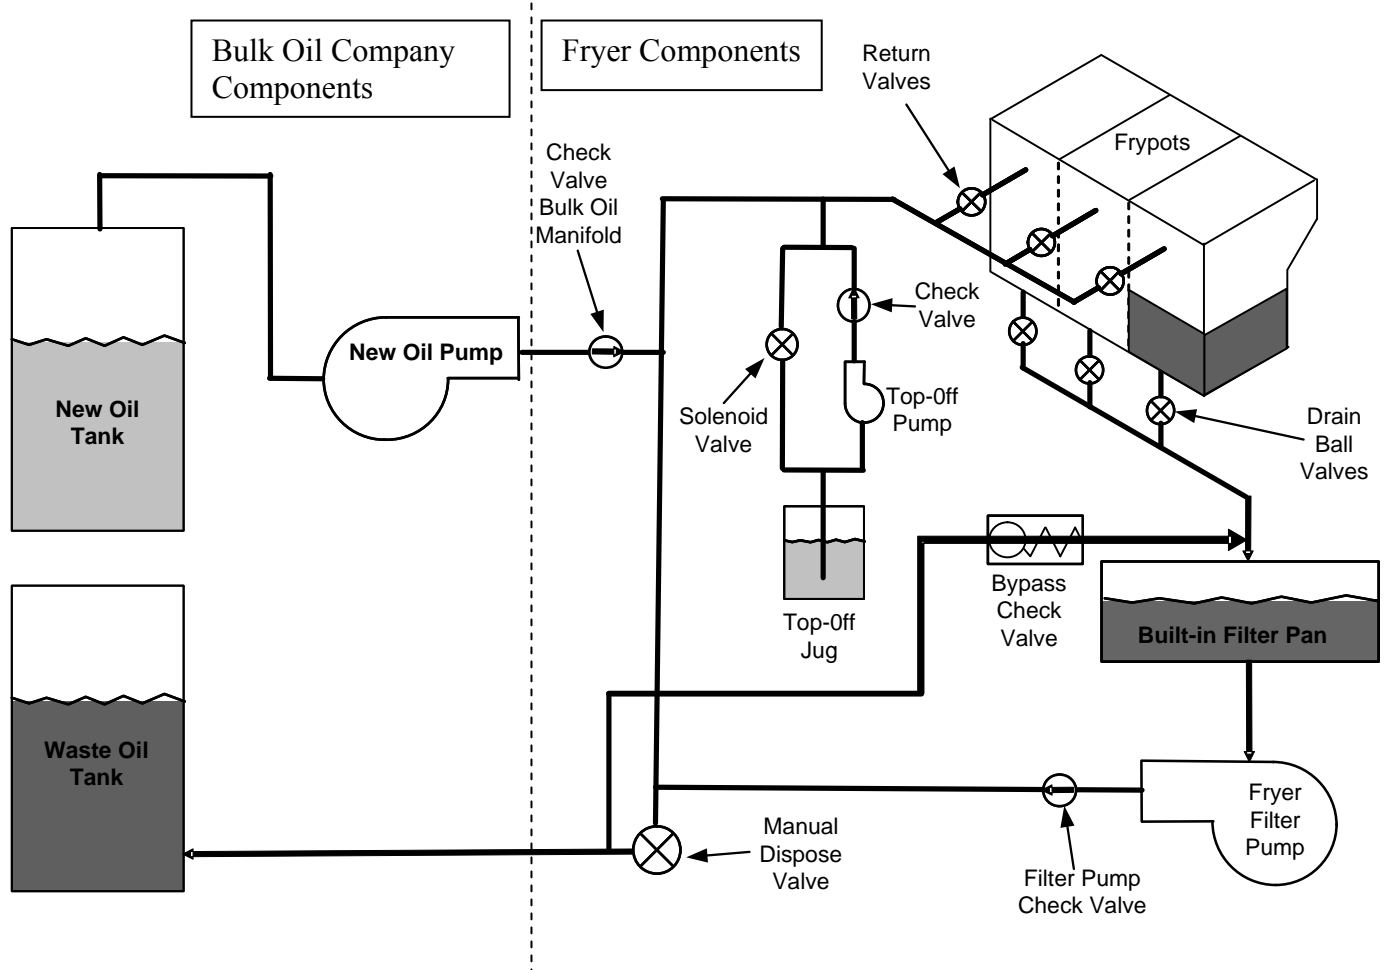 Bulk Oil Company
Components
Fryer Components
Return
Valves
Frypots
Check
Valve
Bulk Oil
Manifold
New Oil Pump
Check
Valve
New Oil
Tank
Solenoid
Valve
Top-0ff
Pump
Drain
Ball
Valves
Bypass
Check
Valve
Top-0ff
Jug
Built-in Filter Pan
Waste Oil
Tank
Manual
Dispose
Valve
Fryer
Filter
Pump
Filter Pump
Check Valve